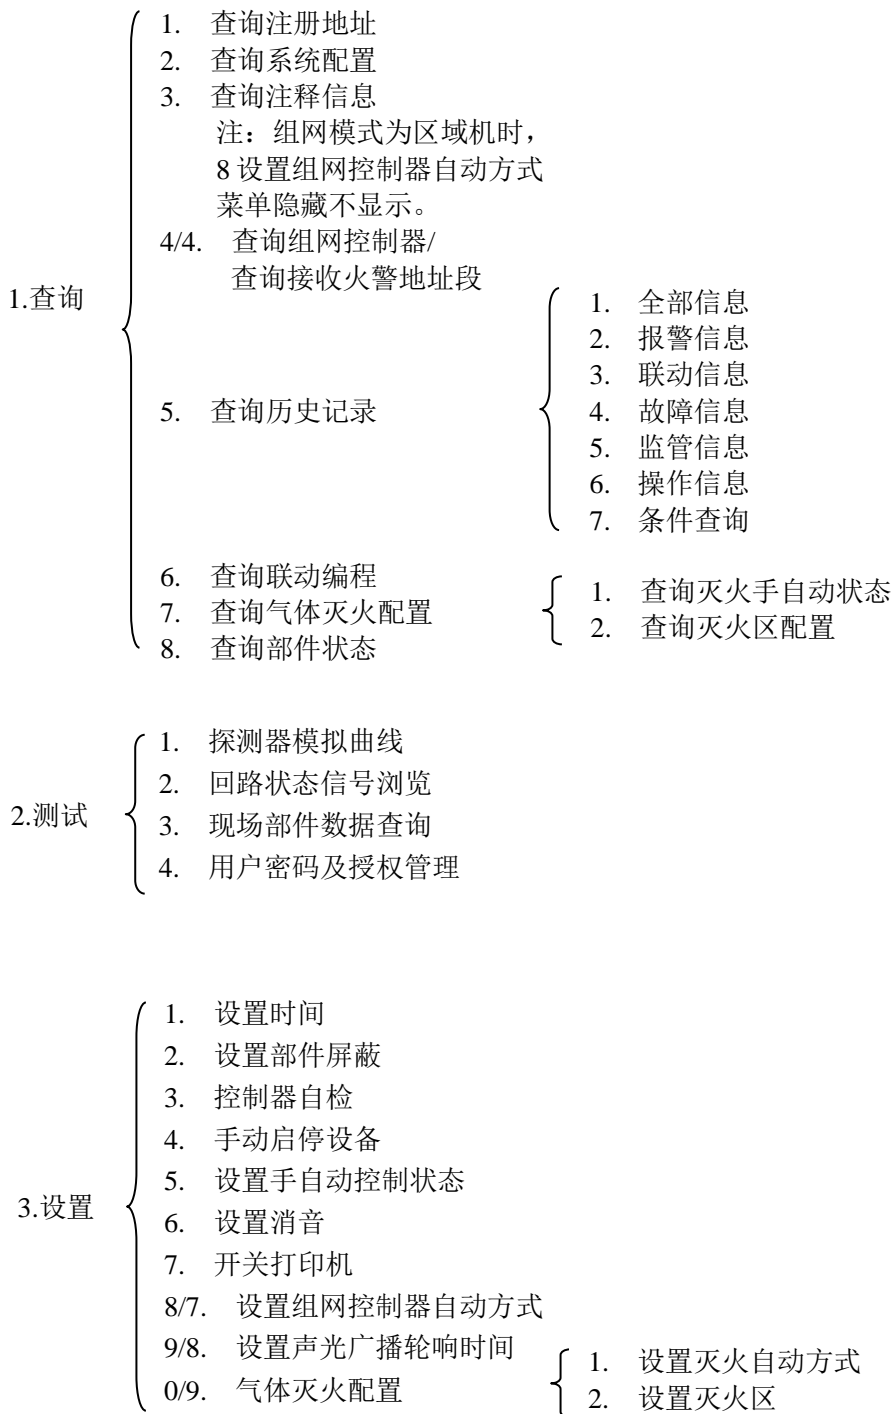 1.查询
1. 查询注册地址
2. 查询系统配置
3. 查询注释信息
注：组网模式为区域机时，
8 设置组网控制器自动方式
菜单隐藏不显示。
4/4. 查询组网控制器/
查询接收火警地址段
5. 查询历史记录
1. 全部信息
2. 报警信息
3. 联动信息
4. 故障信息
5. 监管信息
6. 操作信息
7. 条件查询
6. 查询联动编程
7. 查询气体灭火配置
1. 查询灭火手自动状态
2. 查询灭火区配置
8. 查询部件状态
2.测试
1. 探测器模拟曲线
2. 回路状态信号浏览
3. 现场部件数据查询
4. 用户密码及授权管理
3.设置
1. 设置时间
2. 设置部件屏蔽
3. 控制器自检
4. 手动启停设备
5. 设置手自动控制状态
6. 设置消音
7. 开关打印机
8/7. 设置组网控制器自动方式
9/8. 设置声光广播轮响时间
0/9. 气体灭火配置
1. 设置灭火自动方式
2. 设置灭火区